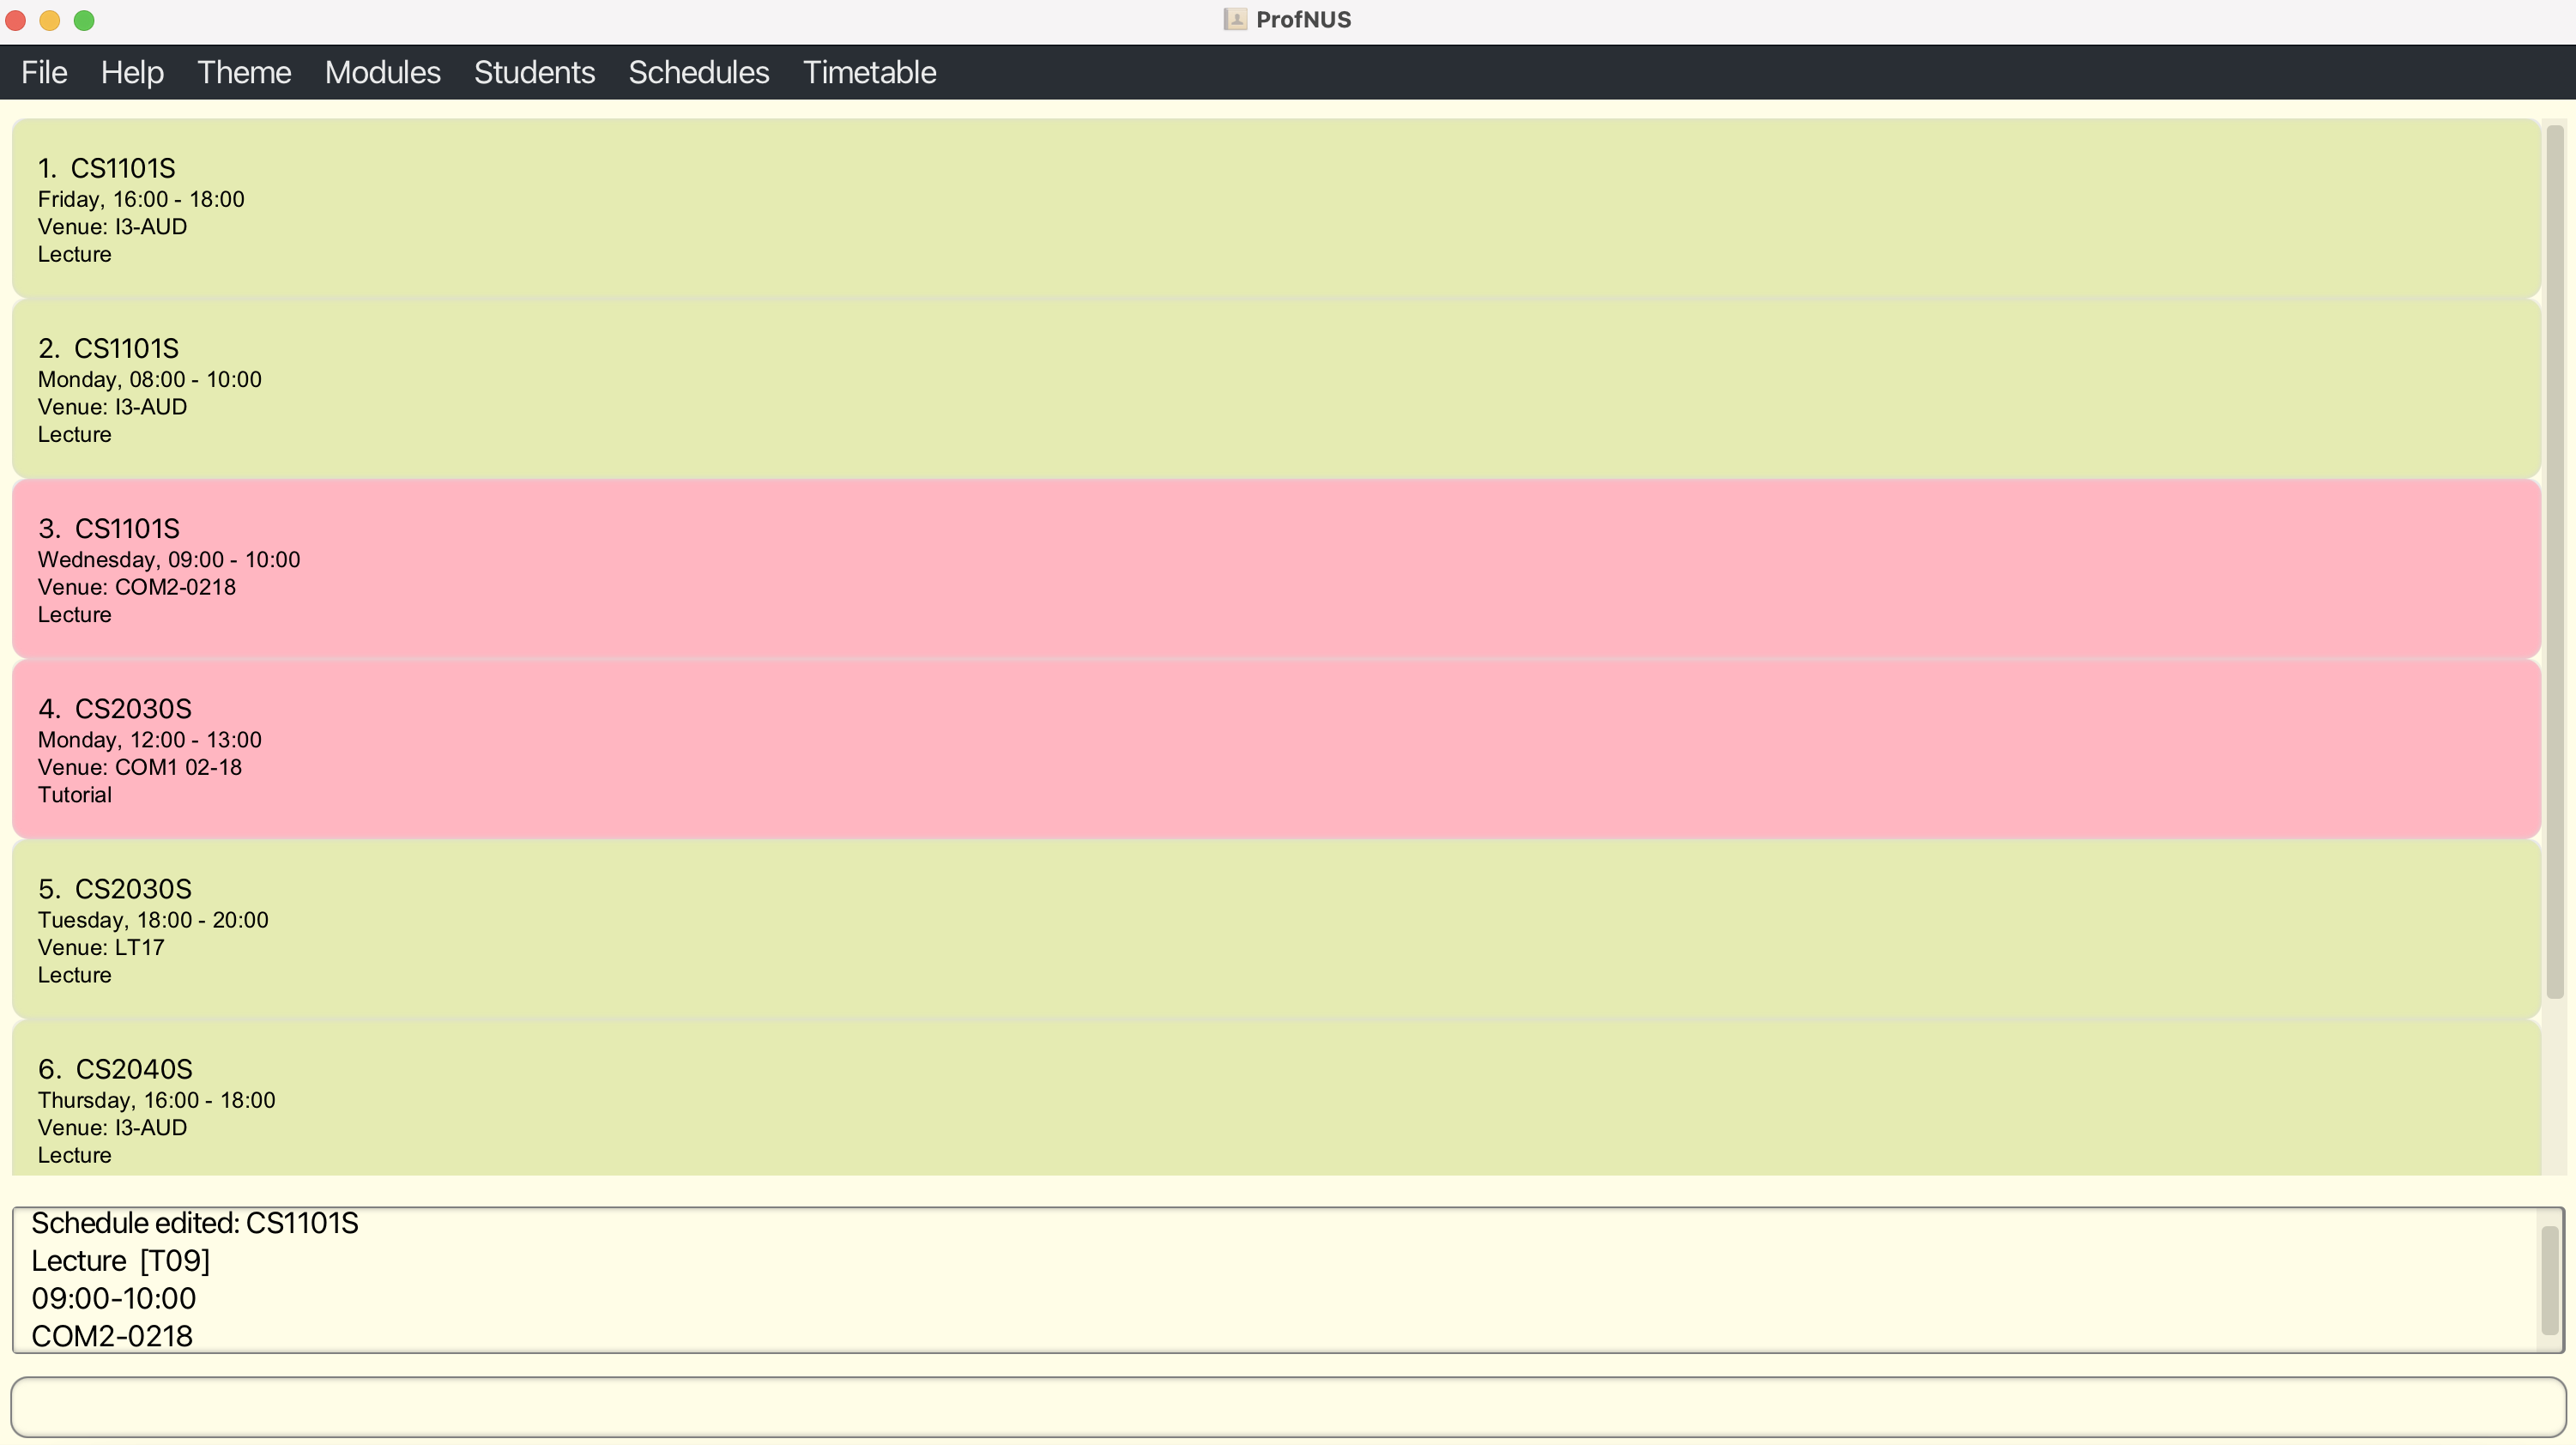 ProfNUS
File Help Theme Modules Students Schedules Timetable
1. CS1101S
Friday, 16:00 - 18:00
Venue: I3-AUD
Lecture
2. CS1101S
Monday, 08:00 - 10:00
Venue: I3-AUD
Lecture
3. CS1101S
Wednesday, 09:00 - 10:00
Venue: COM2-0218
Lecture
4. CS2030S
Monday, 12:00 - 13:00
Venue: COM1 02-18
Tutorial
5. CS2030S
Tuesday, 18:00 - 20:00
Venue: LT17
Lecture
6. CS2040S
Thursday, 16:00 - 18:00
Venue: I3-AUD
Lecture
Schedule edited: CS1101S
Lecture [T09]
09:00-10:00
COM2-0218